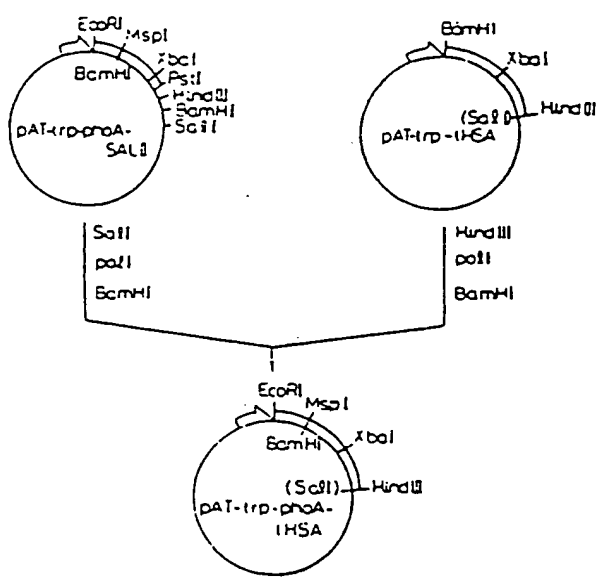 EcoRI
MspI
XbaI
PstI
HindIII
BamHI
SalI
BamHI
pAT-trp-phoA-
SALI
BamHI
XbaI
HindIII
(SalI)
pAT-trp-tHSA
SalI
polI
BamHI
HindIII
polI
BamHI
EcoRI
MspI
BamHI
XbaI
(SalI)
HindIII
pAT-trp-phoA-
tHSA